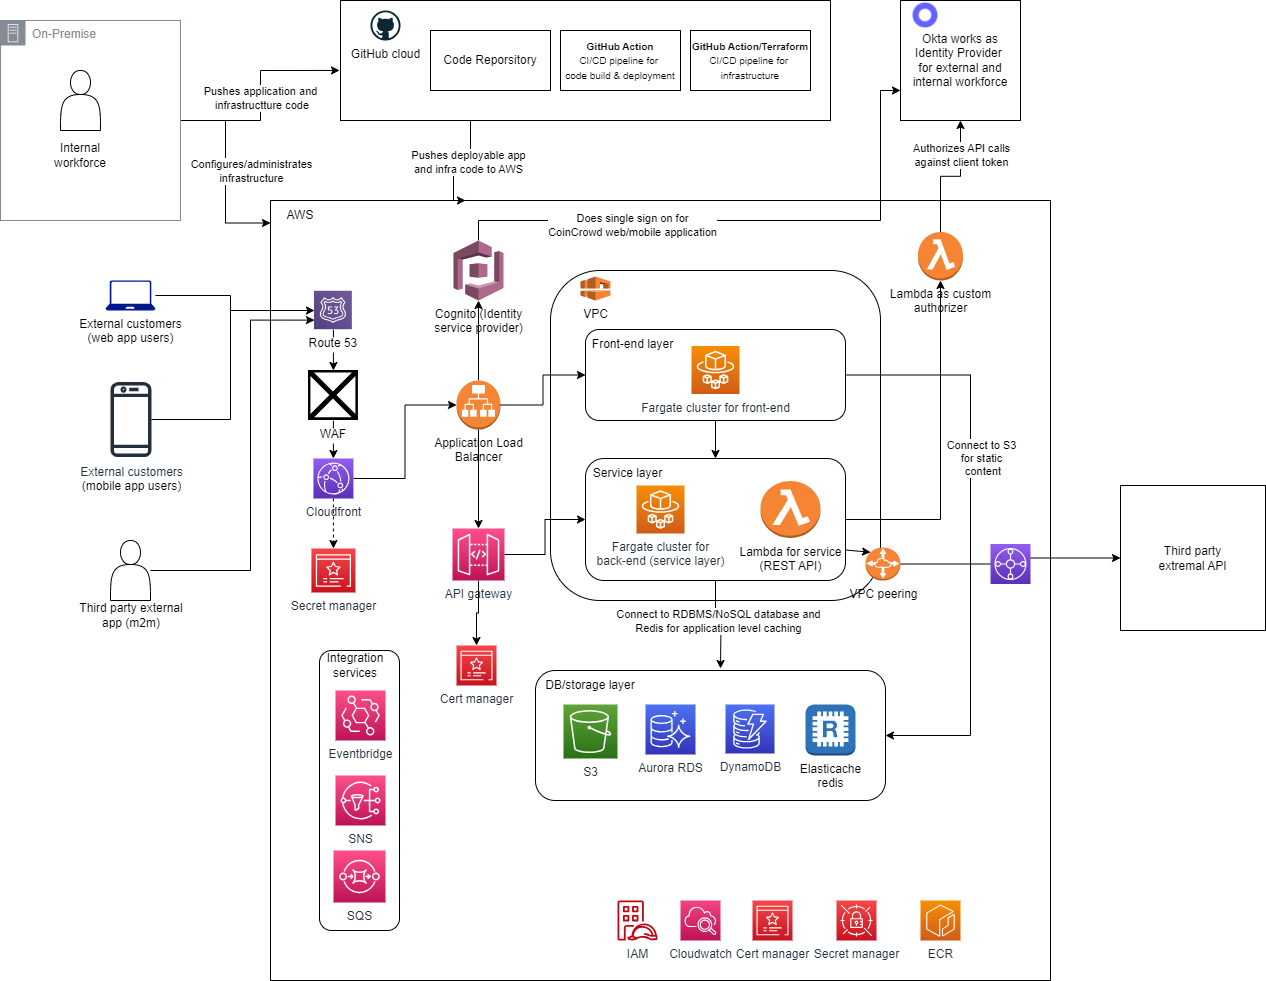 On-Premise
Internal
workforce
Pushes application and
infrastructture code
Configures/administrates
infrastructure
GitHub cloud
Code Reporsitory
GitHub Action
CI/CD pipeline for
code build & deployment
GitHub Action/Terraform
CI/CD pipeline for
infrastructure
Okta works as
Identity Provider
for external and
internal workforce
Pushes deployable app
and infra code to AWS
Authorizes API calls
against client token
AWS
Does single sign on for
CoinCrowd web/mobile application
Cognito (Identity
service provider)
Lambda as custom
authorizer
External customers
(web app users)
External customers
(mobile app users)
Third party external
app (m2m)
53
Route 53
WAF
Cloudfront
Secret manager
Application Load
Balancer
API gateway
Cert manager
VPC
Front-end layer
Fargate cluster for front-end
Service layer
Fargate cluster for
back-end (service layer)
Lambda for service
(REST API)
VPC peering
Connect to S3
for static
content
Third party
extremal API
Connect to RDBMS/NoSQL database and
Redis for application level caching
DB/storage layer
S3
Aurora RDS
DynamoDB
R
Elasticache
redis
Integration
services
Eventbridge
SNS
SQS
IAM
Cloudwatch
Cert manager
Secret manager
ECR